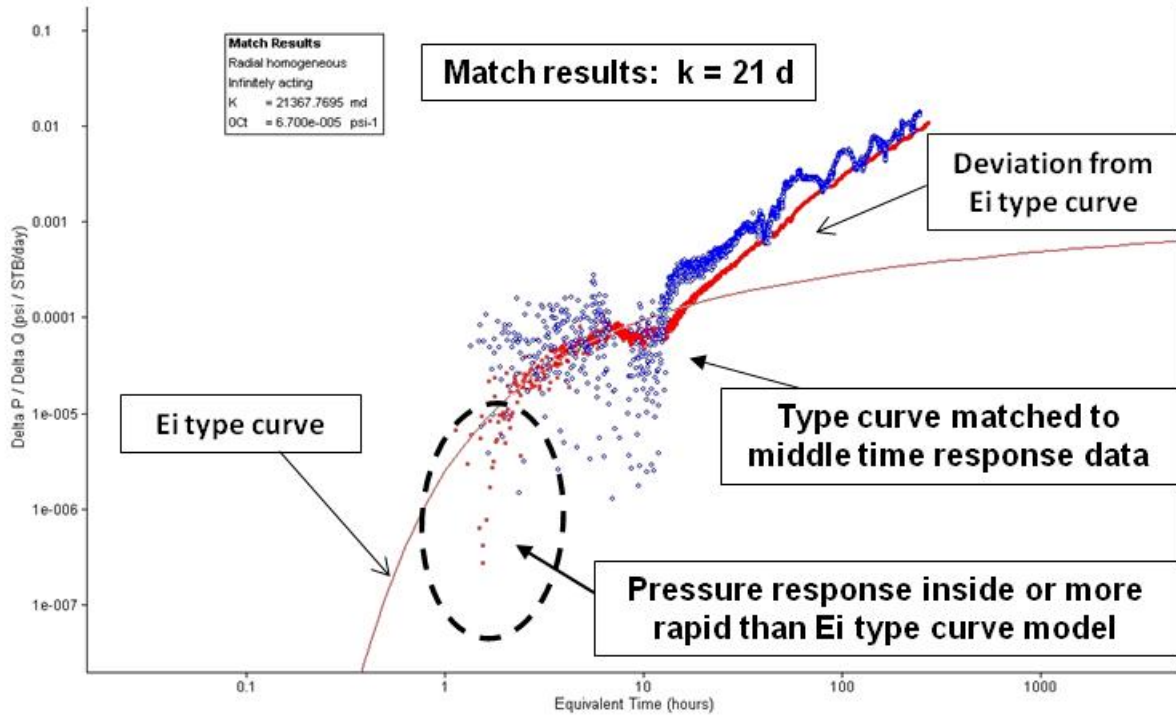 0.1
0.01
0.001
0.0001
1e-005
1e-006
1e-007
Delta P / Delta Q (psi / STB/day)
Match Results
Radial homogeneous
Infinitely acting
K = 21367.7695 md
0Ct = 6.700e-005 psi-1
Match results: k = 21 d
Deviation from
Ei type curve
Ei type curve
Type curve matched to
middle time response data
Pressure response inside or more
rapid than Ei type curve model
0.1
1
10
100
1000
Equivalent Time (hours)